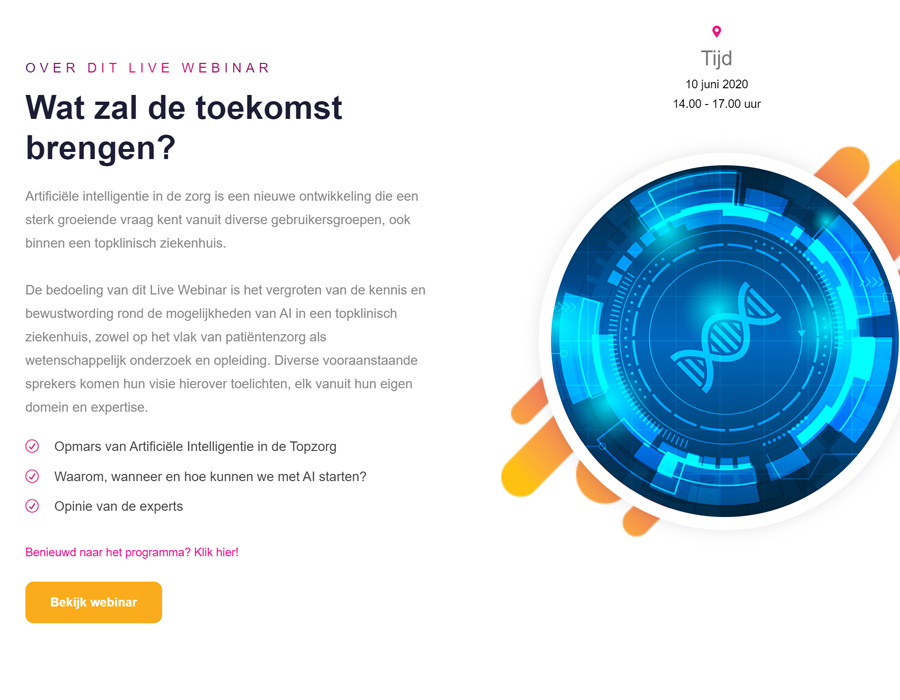 OVER DIT LIVE WEBINAR
Wat zal de toekomst
brengen?
Artificiële intelligentie in de zorg is een nieuwe ontwikkeling die een
sterk groeiende vraag kent vanuit diverse gebruikersgroepen, ook
binnen een topklinisch ziekenhuis.
De bedoeling van dit Live Webinar is het vergroten van de kennis en
bewustwording rond de mogelijkheden van AI in een topklinisch
ziekenhuis, zowel op het vlak van patiëntenzorg als
wetenschappelijk onderzoek en opleiding. Diverse vooraanstaande
sprekers komen hun visie hierover toelichten, elk vanuit hun eigen
domein en expertise.
Opmars van Artificiële Intelligentie in de Topzorg
Waarom, wanneer en hoe kunnen we met AI starten?
Opinie van de experts
Benieuwd naar het programma? Klik hier!
Bekijk webinar
Tijd
10 juni 2020
14.00 - 17.00 uur